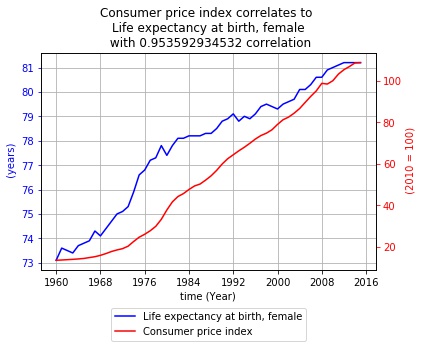 Consumer price index correlates to
Life expectancy at birth, female
with 0.953592934532 correlation
81
80
79
78
77
76
75
74
73
(years)
100
80
60
40
20
(2010 = 100)
1960 1968 1976 1984 1992 2000 2008 2016
time (Year)
Life expectancy at birth, female
Consumer price index